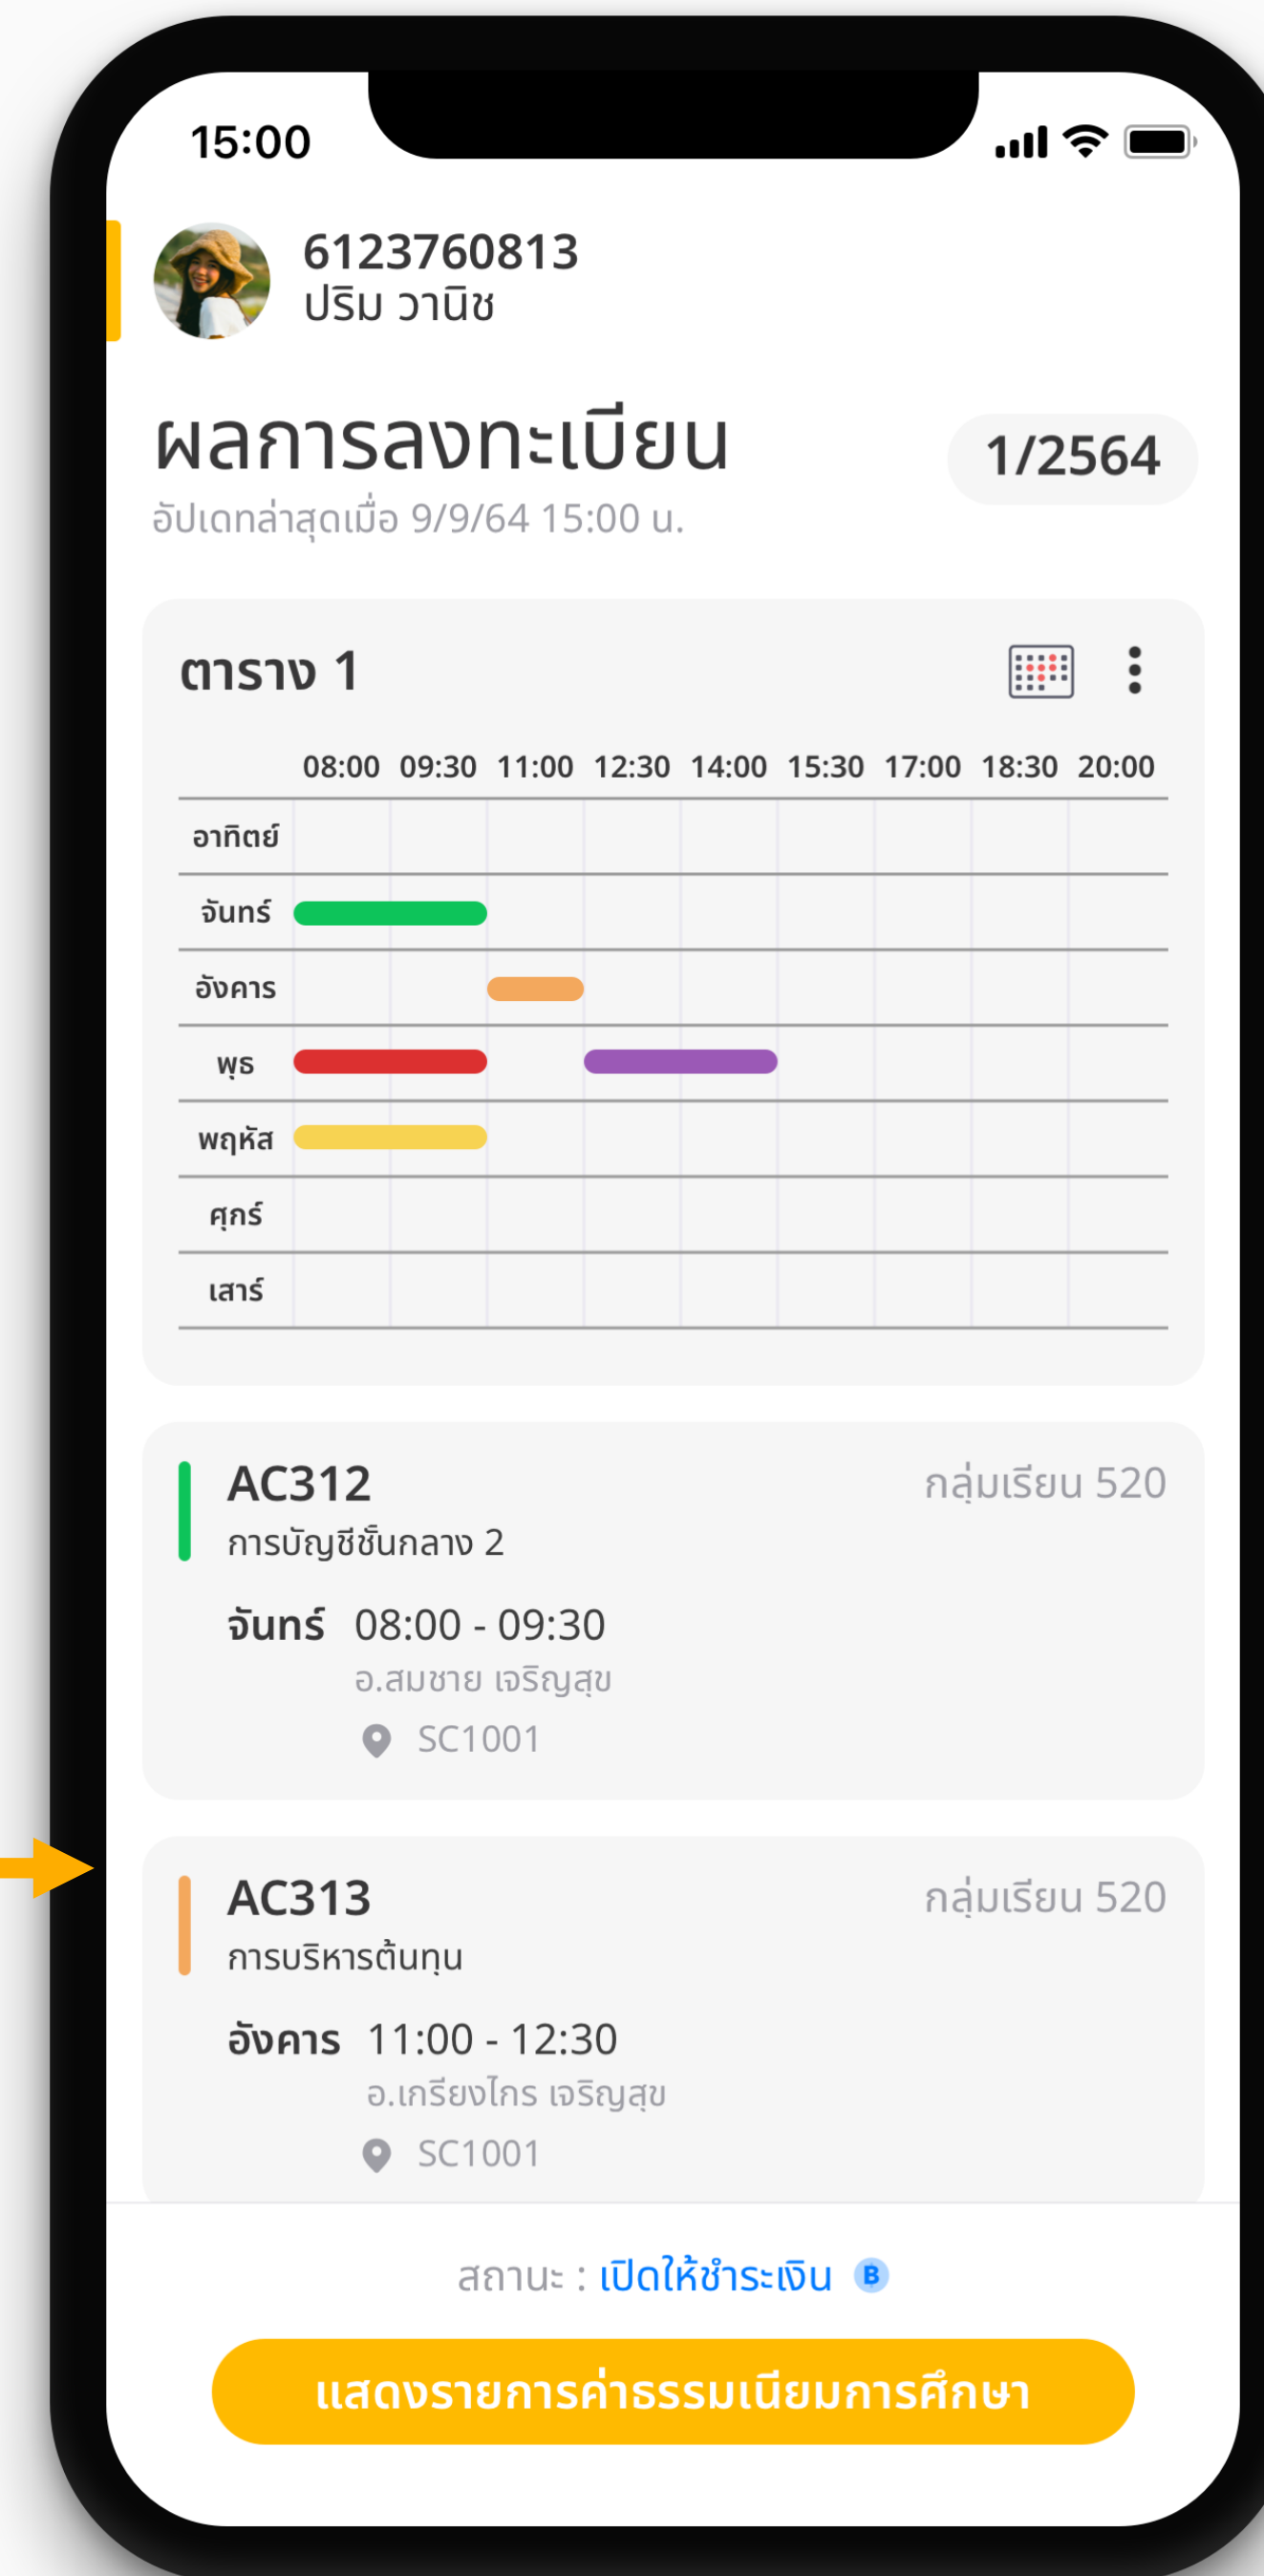 15:00
6123760813
ปริม วานิช
ผลการลงทะเบียน
1/2564
อัปเดทล่าสุดเมื่อ 9/9/64 15:00 น.
ตาราง 1
08:00 09:30 11:00 12:30 14:00 15:30 17:00 18:30 20:00
อาทิตย์
จันทร์
อังคาร
พุธ
พฤหัส
ศุกร์
เสาร์
AC312 กลุ่มเรียน 520
การบัญชีชั้นกลาง 2
จันทร์ 08:00 - 09:30
อ.สมชาย เจริญสุข
SC1001
AC313 กลุ่มเรียน 520
การบริหารต้นทุน
อังคาร 11:00 - 12:30
อ.เกรียงไกร เจริญสุข
SC1001
สถานะ : เปิดให้ชำระเงิน ฿
แสดงรายการค่าธรรมเนียมการศึกษา